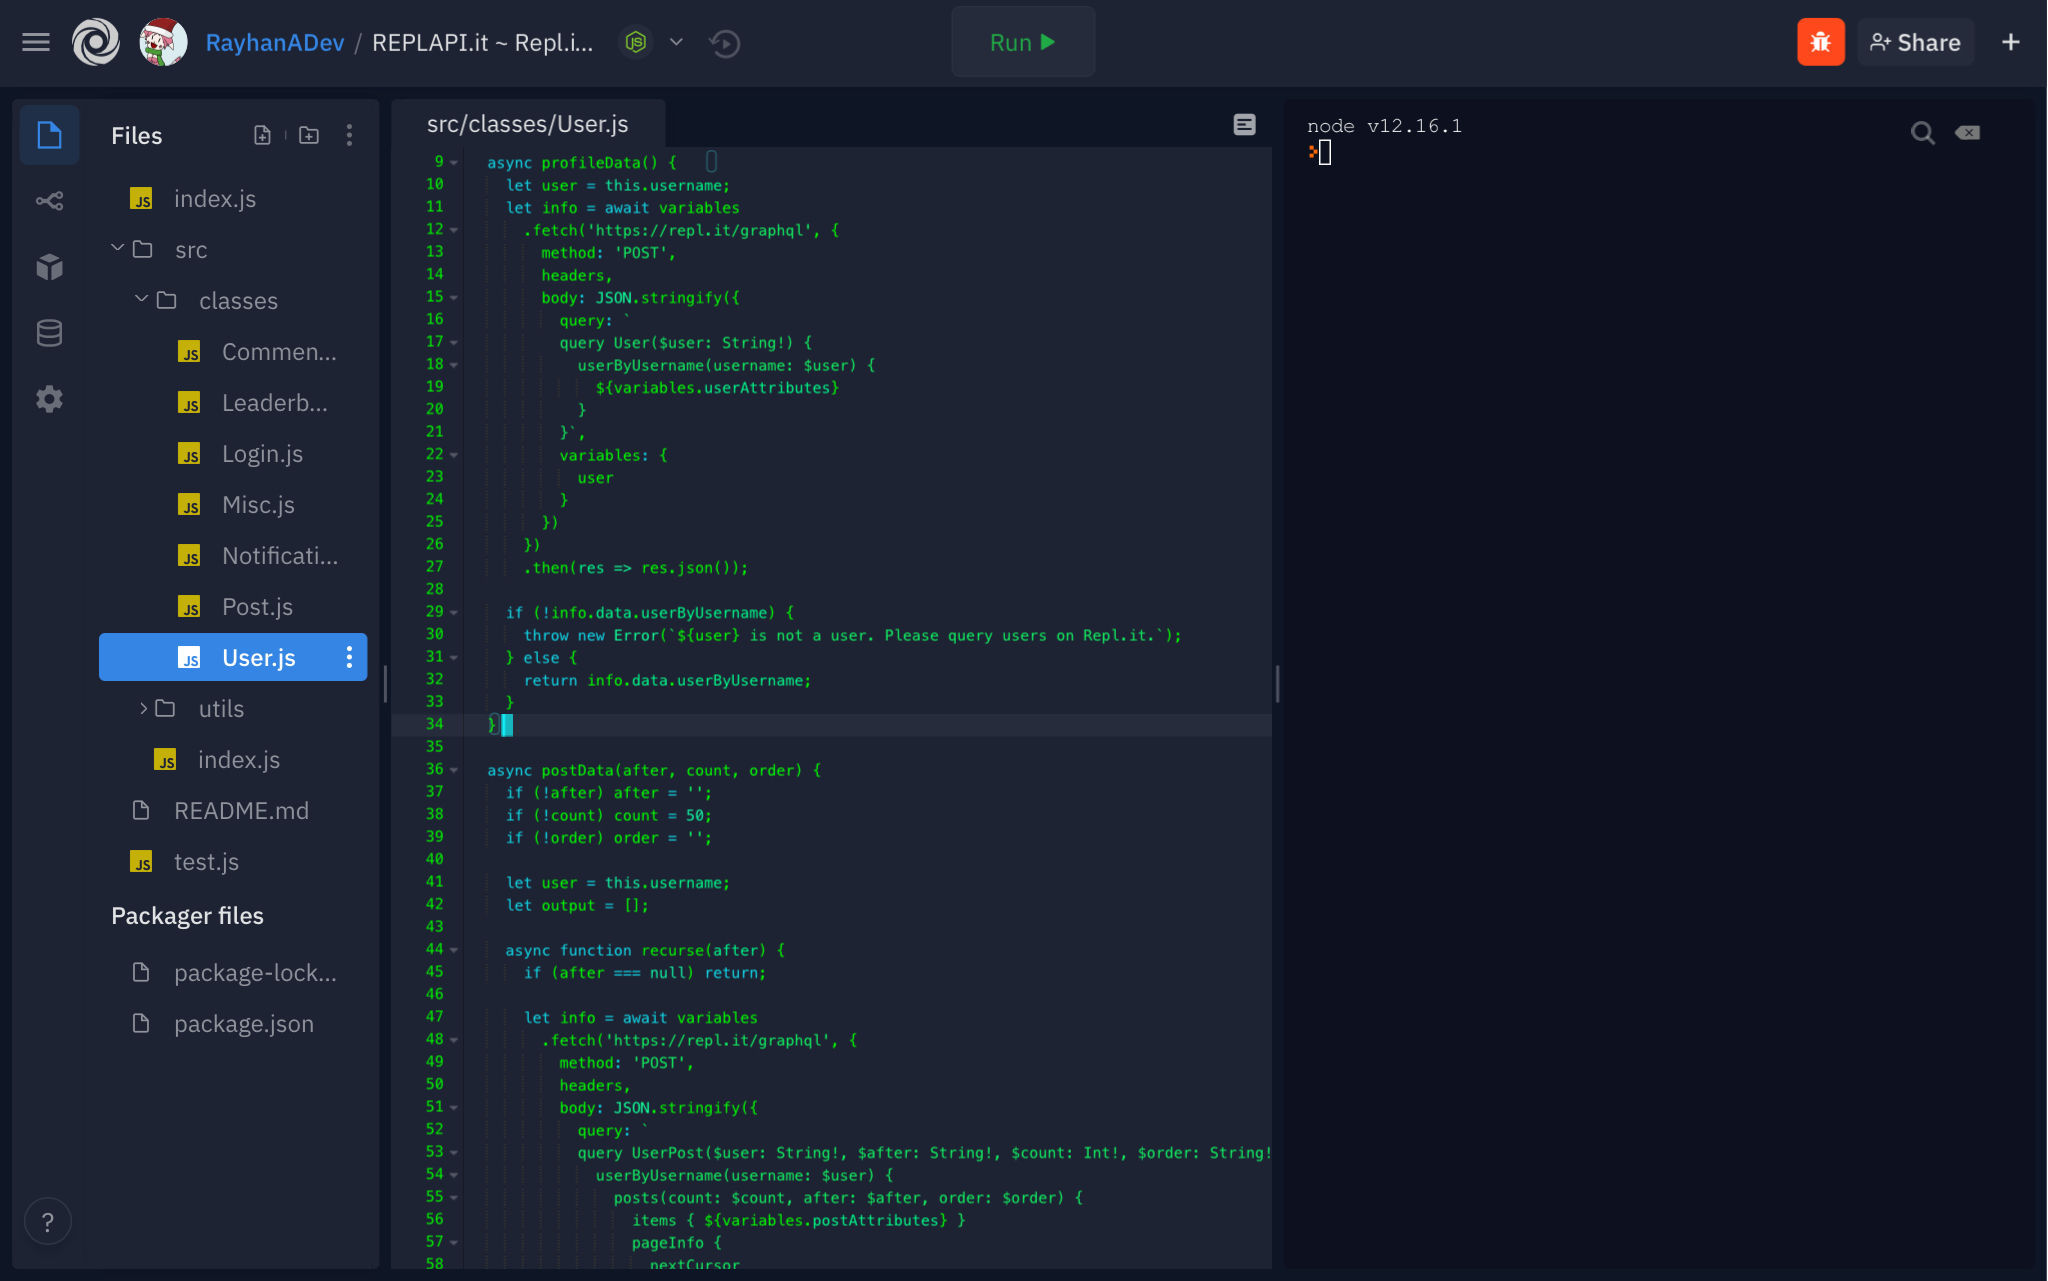 RayhanADev / REPLAPI.it ~ Repl.i...
Run
Share
Files
index.js
src
classes
Commen...
Leaderb...
Login.js
Misc.js
Notificati...
Post.js
User.js
utils
index.js
README.md
test.js
Packager files
package-lock...
package.json
?
src/classes/User.js
9 async profileData() {
10 let user = this.username;
11 let info = await variables
12 .fetch('https://repl.it/graphql', {
13 method: 'POST',
14 headers,
15 body: JSON.stringify({
16 query: `
17 query User($user: String!) {
18 userByUsername(username: $user) {
19 ${variables.userAttributes}
20 }
21 }`,
22 variables: {
23 user
24 }
25 })
26 })
27 .then(res => res.json());
28
29 if (!info.data.userByUsername) {
30 throw new Error(`${user} is not a user. Please query users on Repl.it.`);
31 } else {
32 return info.data.userByUsername;
33 }
34 }
35
36 async postData(after, count, order) {
37 if (!after) after = '';
38 if (!count) count = 50;
39 if (!order) order = '';
40
41 let user = this.username;
42 let output = [];
43
44 async function recurse(after) {
45 if (after === null) return;
46
47 let info = await variables
48 .fetch('https://repl.it/graphql', {
49 method: 'POST',
50 headers,
51 body: JSON.stringify({
52 query: `
53 query UserPost($user: String!, $after: String!, $count: Int!, $order: String!
54 userByUsername(username: $user) {
55 posts(count: $count, after: $after, order: $order) {
56 items { ${variables.postAttributes} }
57 pageInfo {
58 nextCursor
node v12.16.1
>